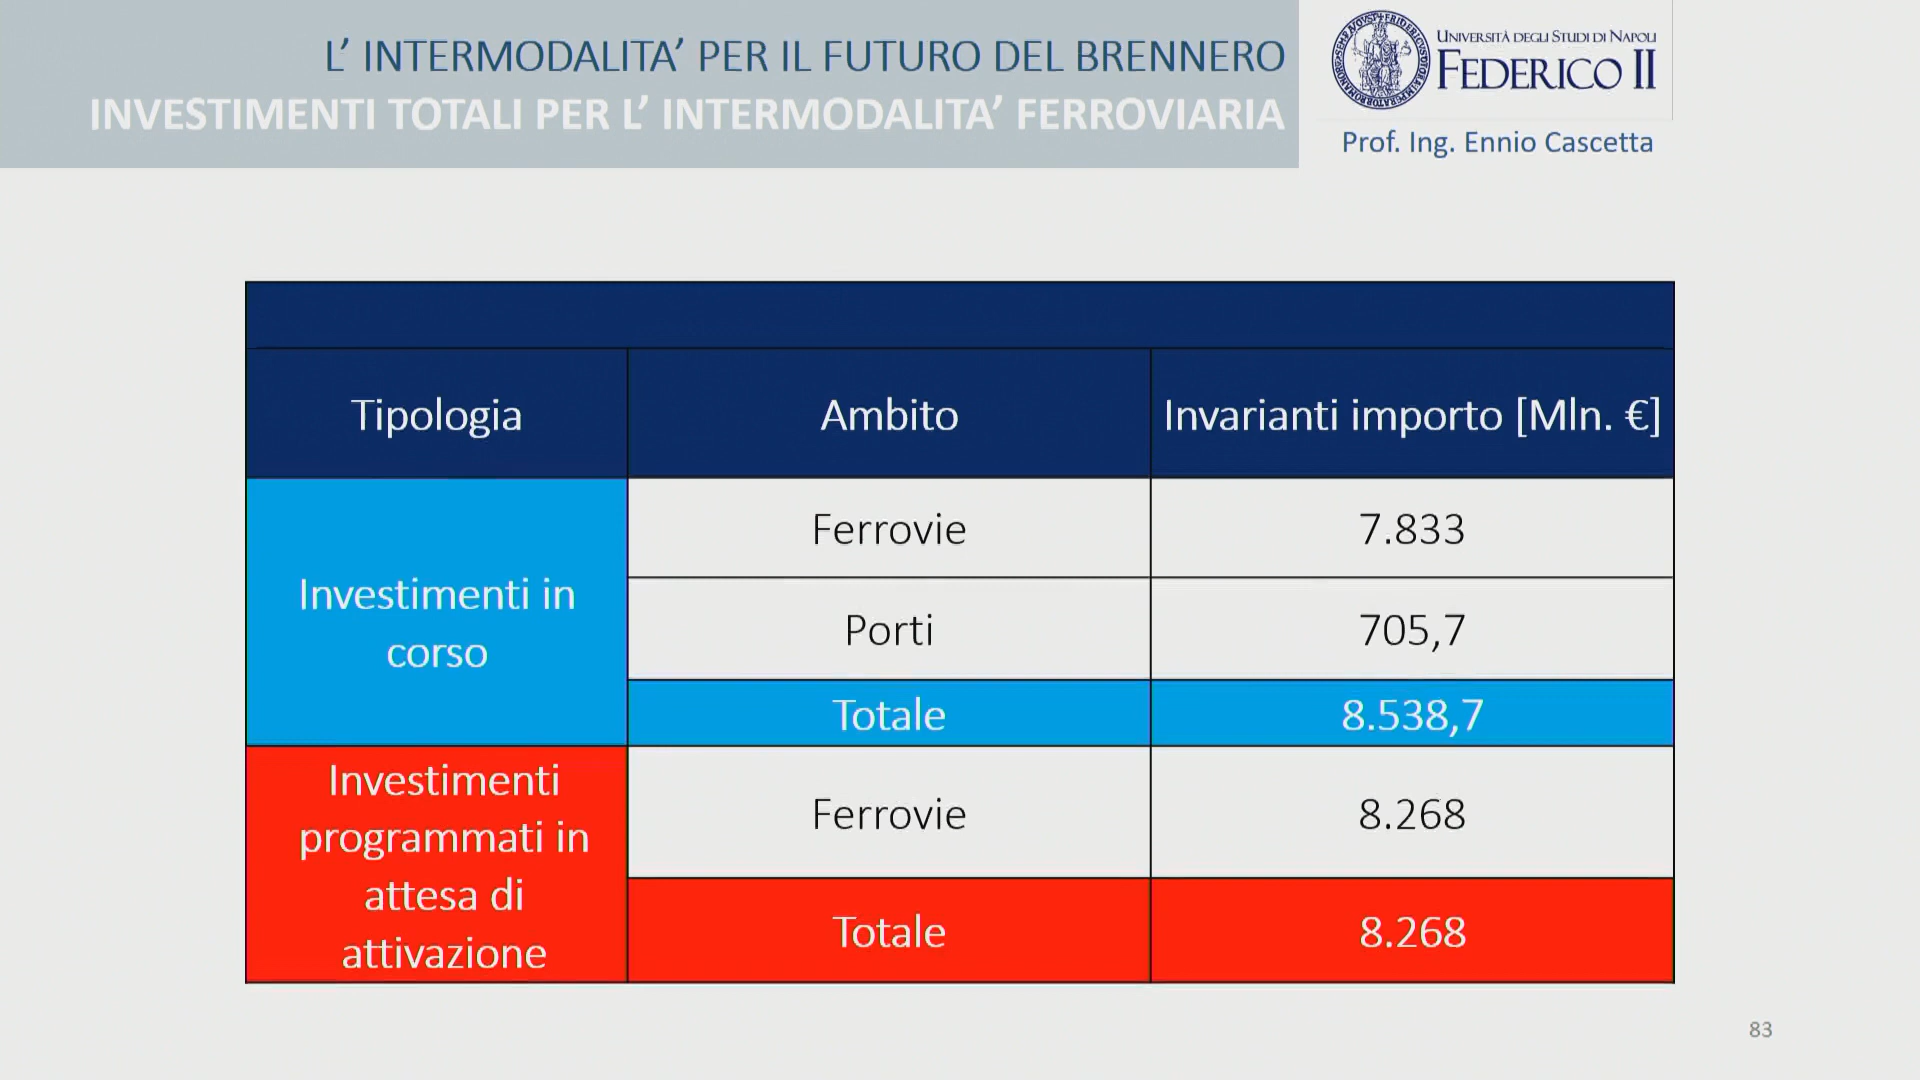 L’ INTERMODALITA’ PER IL FUTURO DEL BRENNERO
INVESTIMENTI TOTALI PER L’ INTERMODALITA’ FERROVIARIA
UNIVERSITÀ DEGLI STUDI DI NAPOLI
FEDERICO II
Prof. Ing. Ennio Cascetta
Tipologia
Ambito
Invarianti importo [Mln. €]
Investimenti in
corso
Ferrovie
7.833
Porti
705,7
Totale
8.538,7
Investimenti
programmati in
attesa di
attivazione
Ferrovie
8.268
Totale
8.268
83